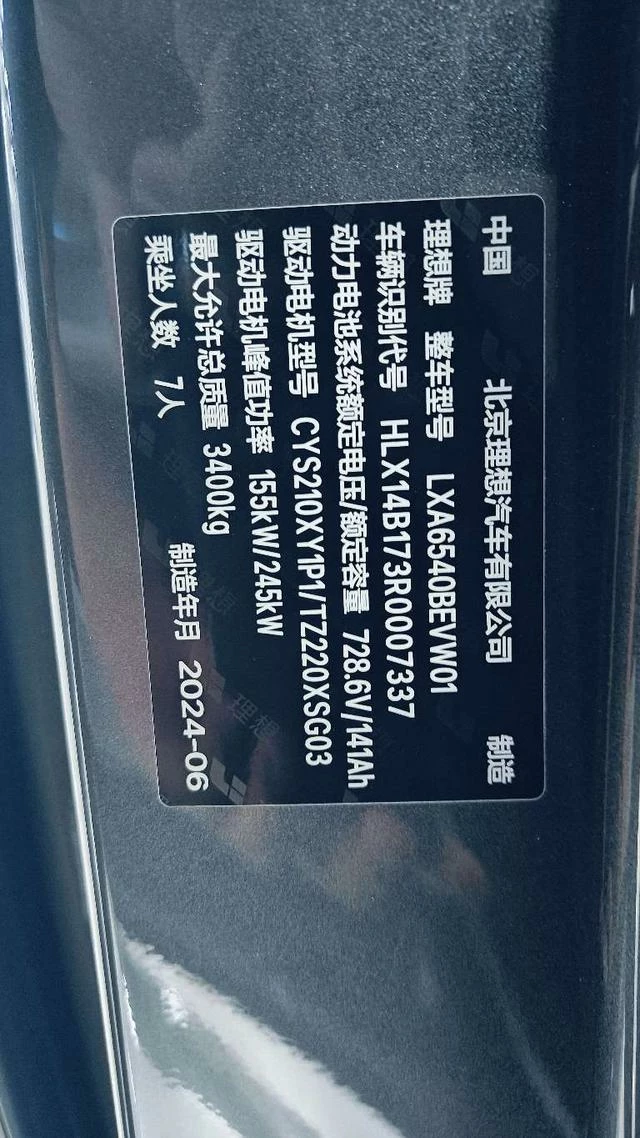 中国 北京理想汽车有限公司 制造
理想牌 整车型号 LXA6540BEVW01
车辆识别代号 HLX14B173R0007337
动力电池系统额定电压/额定容量 728.6V/141Ah
驱动电机型号 CYS210XY1P1/TZ220XSG03
驱动电机峰值功率 155kW/245kW
最大允许总质量 3400kg
乘坐人数 7人 制造年月 2024-06